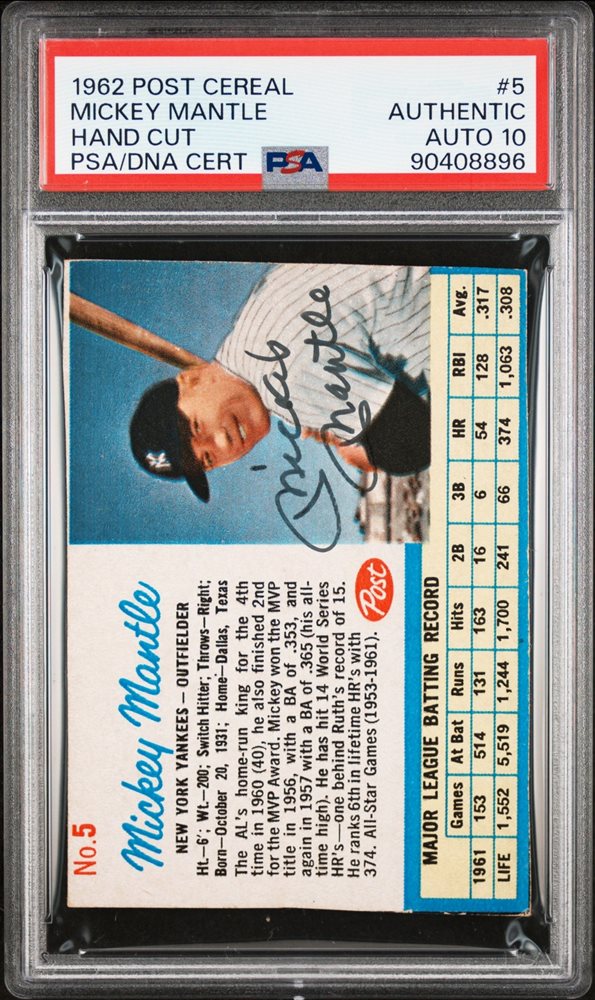 1962 POST CEREAL #5
MICKEY MANTLE AUTHENTIC
HAND CUT AUTO 10
PSA/DNA CERT PSA 90408896
No.5
Mickey Mantle
NEW YORK YANKEES – OUTFIELDER
Ht.–6'; Wt.–200; Switch Hitter; Throws–Right;
Born–October 20, 1931; Home–Dallas, Texas
The AL's home-run king for the 4th
time in 1960 (40), he also finished 2nd
for the MVP Award. Mickey won the MVP
title in 1956, with a BA of .353, and
again in 1957 with a BA of .365 (his all-
time high). He has hit 14 World Series
HR's—one behind Ruth's record of 15.
He ranks 6th in lifetime HR's with
374. All-Star Games (1953-1961).
Post
NY
Mickey
Mantle
MAJOR LEAGUE BATTING RECORD
Games At Bat Runs Hits 2B 3B HR RBI Avg.
1961 153 514 131 163 16 6 54 128 .317
LIFE 1,552 5,519 1,244 1,700 241 66 374 1,063 .308